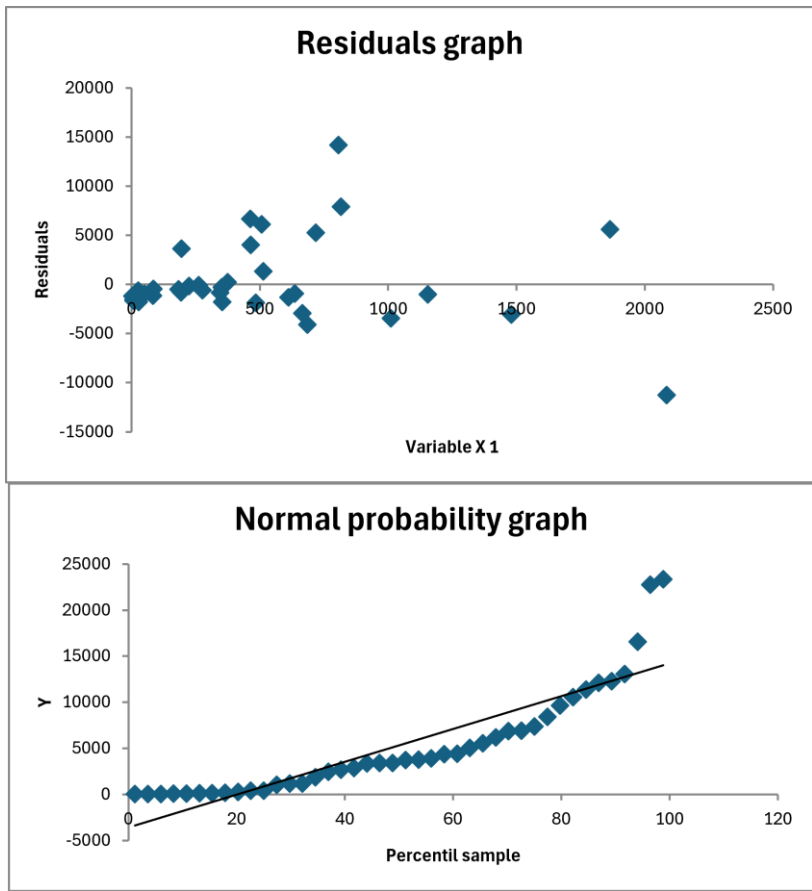 Residuals graph
20000
15000
10000
5000
0
-5000
-10000
-15000
0 500 1000 1500 2000 2500
Residuals
Variable X 1
Normal probability graph
25000
20000
15000
10000
5000
0
-5000
0 20 40 60 80 100 120
Y
Percentil sample